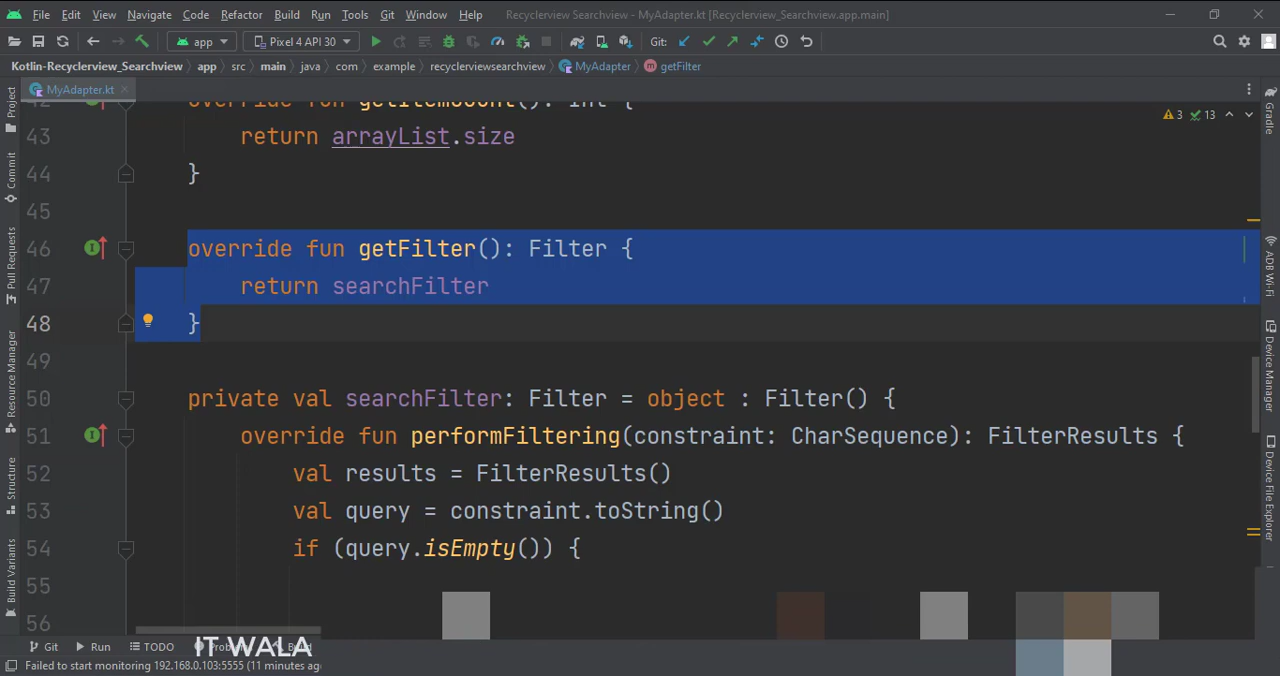 File Edit View Navigate Code Refactor Build Run Tools Git Window Help Recyclerview Searchview - MyAdapter.kt [Recyclerview_Searchview.app.main]
app Pixel 4 API 30 Git:
Kotlin-Recyclerview_Searchview app src main java com example recyclerviewsearchview MyAdapter getFilter
MyAdapter.kt
3 13
42 override fun getItemCount(): Int {
43 return arrayList.size
44 }
45
46 override fun getFilter(): Filter {
47 return searchFilter
48 }
49
50 private val searchFilter: Filter = object : Filter() {
51 override fun performFiltering(constraint: CharSequence): FilterResults {
52 val results = FilterResults()
53 val query = constraint.toString()
54 if (query.isEmpty()) {
55
56
Project
Commit
Pull Requests
Resource Manager
Structure
Build Variants
Gradle
ADB Wi-Fi
Device Manager
Device File Explorer
Git Run TODO
IT WALA
Failed to start monitoring 192.168.0.103:5555 (11 minutes ag